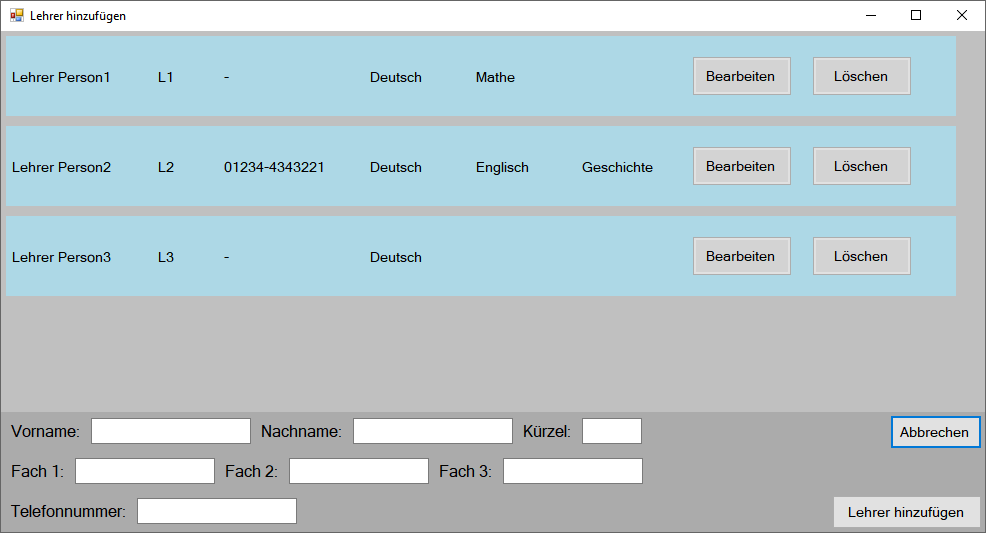 Lehrer hinzufügen
Lehrer Person1 L1 - Deutsch Mathe Bearbeiten Löschen
Lehrer Person2 L2 01234-4343221 Deutsch Englisch Geschichte Bearbeiten Löschen
Lehrer Person3 L3 - Deutsch Bearbeiten Löschen
Vorname: Nachname: Kürzel: Abbrechen
Fach 1: Fach 2: Fach 3:
Telefonnummer: Lehrer hinzufügen